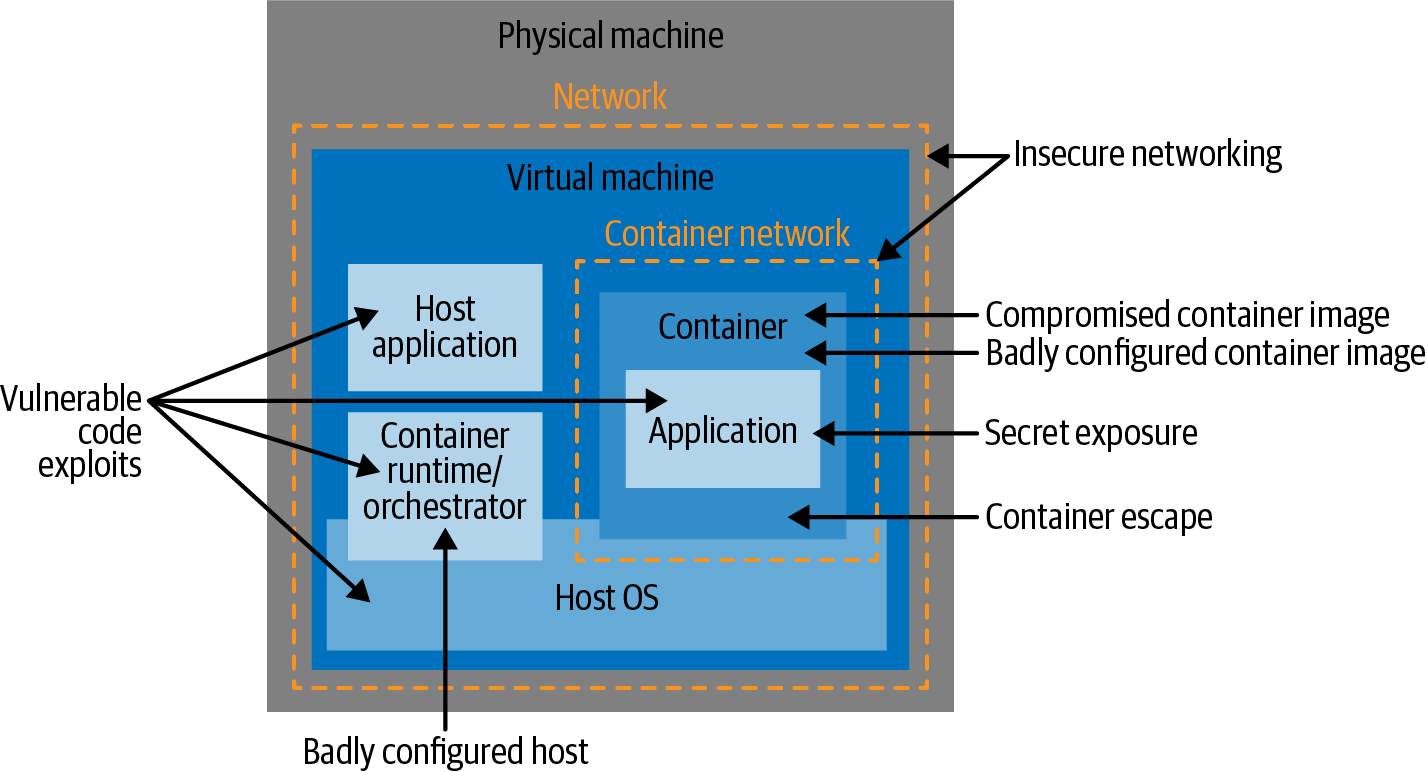 Physical machine
Network
Virtual machine
Insecure networking
Container network
Host
application
Container
Compromised container image
Badly configured container image
Vulnerable
code
exploits
Container
runtime/
orchestrator
Application
Secret exposure
Container escape
Host OS
Badly configured host